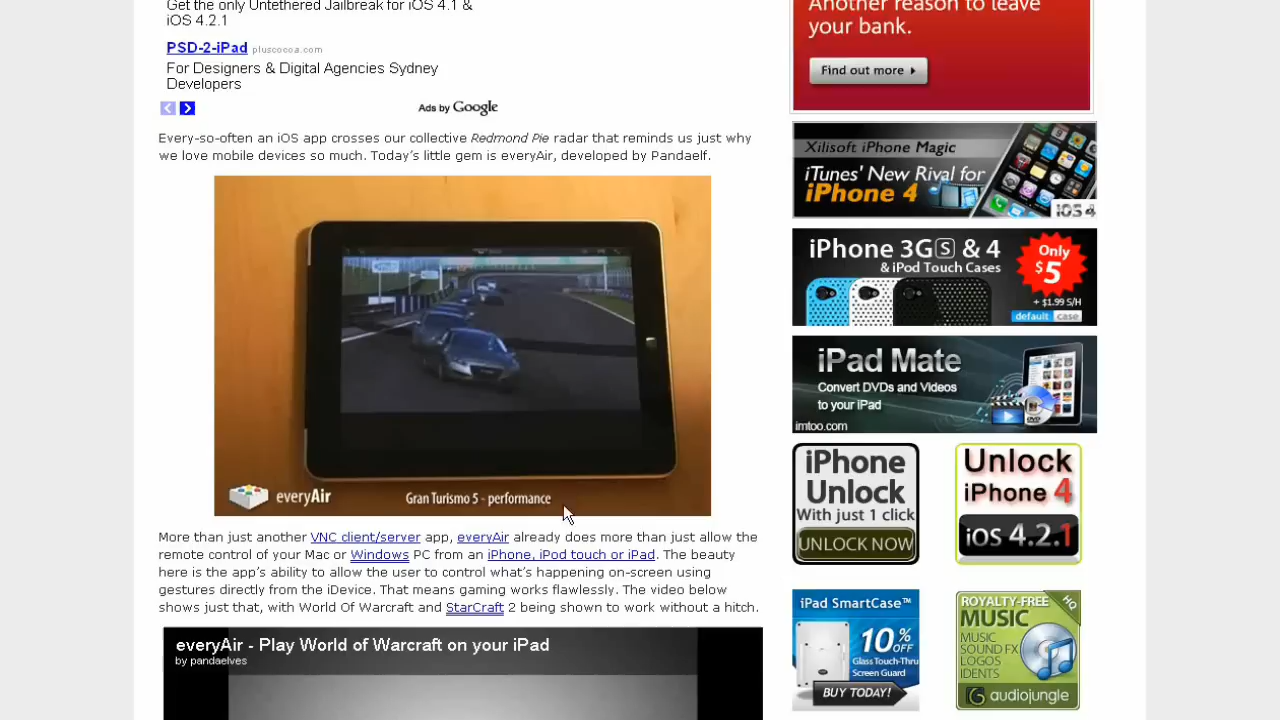 Get the only Untethered Jailbreak for iOS 4.1 &
iOS 4.2.1
PSD-2-iPad pluscocoa.com
For Designers & Digital Agencies Sydney
Developers
Ads by Google
Every-so-often an iOS app crosses our collective Redmond Pie radar that reminds us just why
we love mobile devices so much. Today's little gem is everyAir, developed by Pandaelf.
everyAir
Gran Turismo 5 - performance
More than just another VNC client/server app, everyAir already does more than just allow the
remote control of your Mac or Windows PC from an iPhone, iPod touch or iPad. The beauty
here is the app's ability to allow the user to control what's happening on-screen using
gestures directly from the iDevice. That means gaming works flawlessly. The video below
shows just that, with World of Warcraft and StarCraft 2 being shown to work without a hitch.
everyAir - Play World of Warcraft on your iPad
by pandaelves
Another reason to leave
your bank.
Find out more
Xilisoft iPhone Magic
iTunes' New Rival for
iPhone 4
iOS 4
iPhone 3G S & 4
& iPod Touch Cases
Only
$5
+ $1.99 S/H
default case
iPad Mate
Convert DVDs and Videos
to your iPad
imtoo.com
DVD
iPhone
Unlock
With just 1 click
UNLOCK NOW
Unlock
iPhone 4
iOS 4.2.1
iPad SmartCase™
10%
OFF
Glass Touch-Thru
Screen Guard
BUY TODAY!
ROYALTY-FREE
HQ
MUSIC
MUSIC
SOUND FX
LOGOS
IDENTS
audiojungle